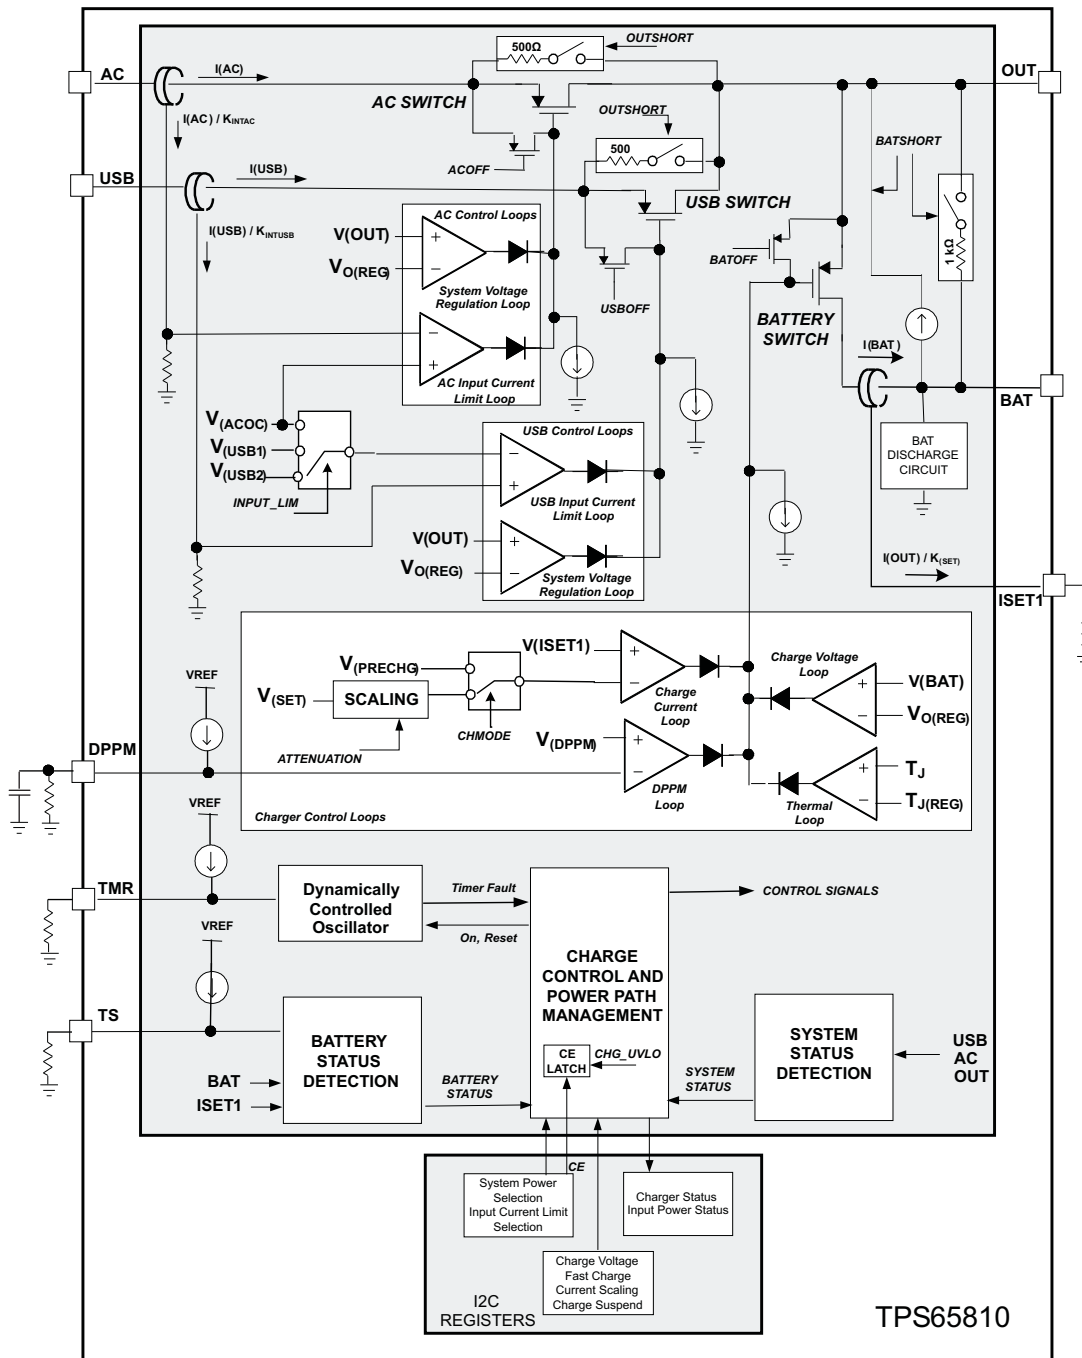 500Ω
OUTSHORT
AC
I(AC)
OUT
AC SWITCH
OUTSHORT
I(AC) / KINTAC
500
BATSHORT
ACOFF
USB
I(USB)
USB SWITCH
1 kΩ
I(USB) / KINTUSB
AC Control Loops
V(OUT)
+
VO(REG)
−
System Voltage
Regulation Loop
BATOFF
USBOFF
BATTERY
SWITCH
−
+
I(BAT)
AC Input Current
Limit Loop
BAT
V(ACOC)
V(USB1)
V(USB2)
INPUT_LIM
USB Control Loops
−
+
USB Input Current
Limit Loop
BAT
DISCHARGE
CIRCUIT
V(OUT)
+
VO(REG)
−
System Voltage
Regulation Loop
I(OUT) / K(SET)
ISET1
V(ISET1)
+
−
V(PRECHG)
V(SET)
SCALING
CHMODE
ATTENUATION
Charge
Current
Loop
Charge Voltage
Loop
+
V(BAT)
−
VO(REG)
VREF
DPPM
V(DPPM)
+
−
DPPM
Loop
+
TJ
−
TJ(REG)
Thermal
Loop
Charger Control Loops
VREF
TMR
Dynamically
Controlled
Oscillator
Timer Fault
On, Reset
CONTROL SIGNALS
VREF
CHARGE
CONTROL AND
POWER PATH
MANAGEMENT
TS
BATTERY
STATUS
DETECTION
BAT
ISET1
BATTERY
STATUS
CE
LATCH
CHG_UVLO
SYSTEM
STATUS
SYSTEM
STATUS
DETECTION
USB
AC
OUT
CE
System Power
Selection
Input Current Limit
Selection
Charger Status
Input Power Status
Charge Voltage
Fast Charge
Current Scaling
Charge Suspend
I2C
REGISTERS
TPS65810